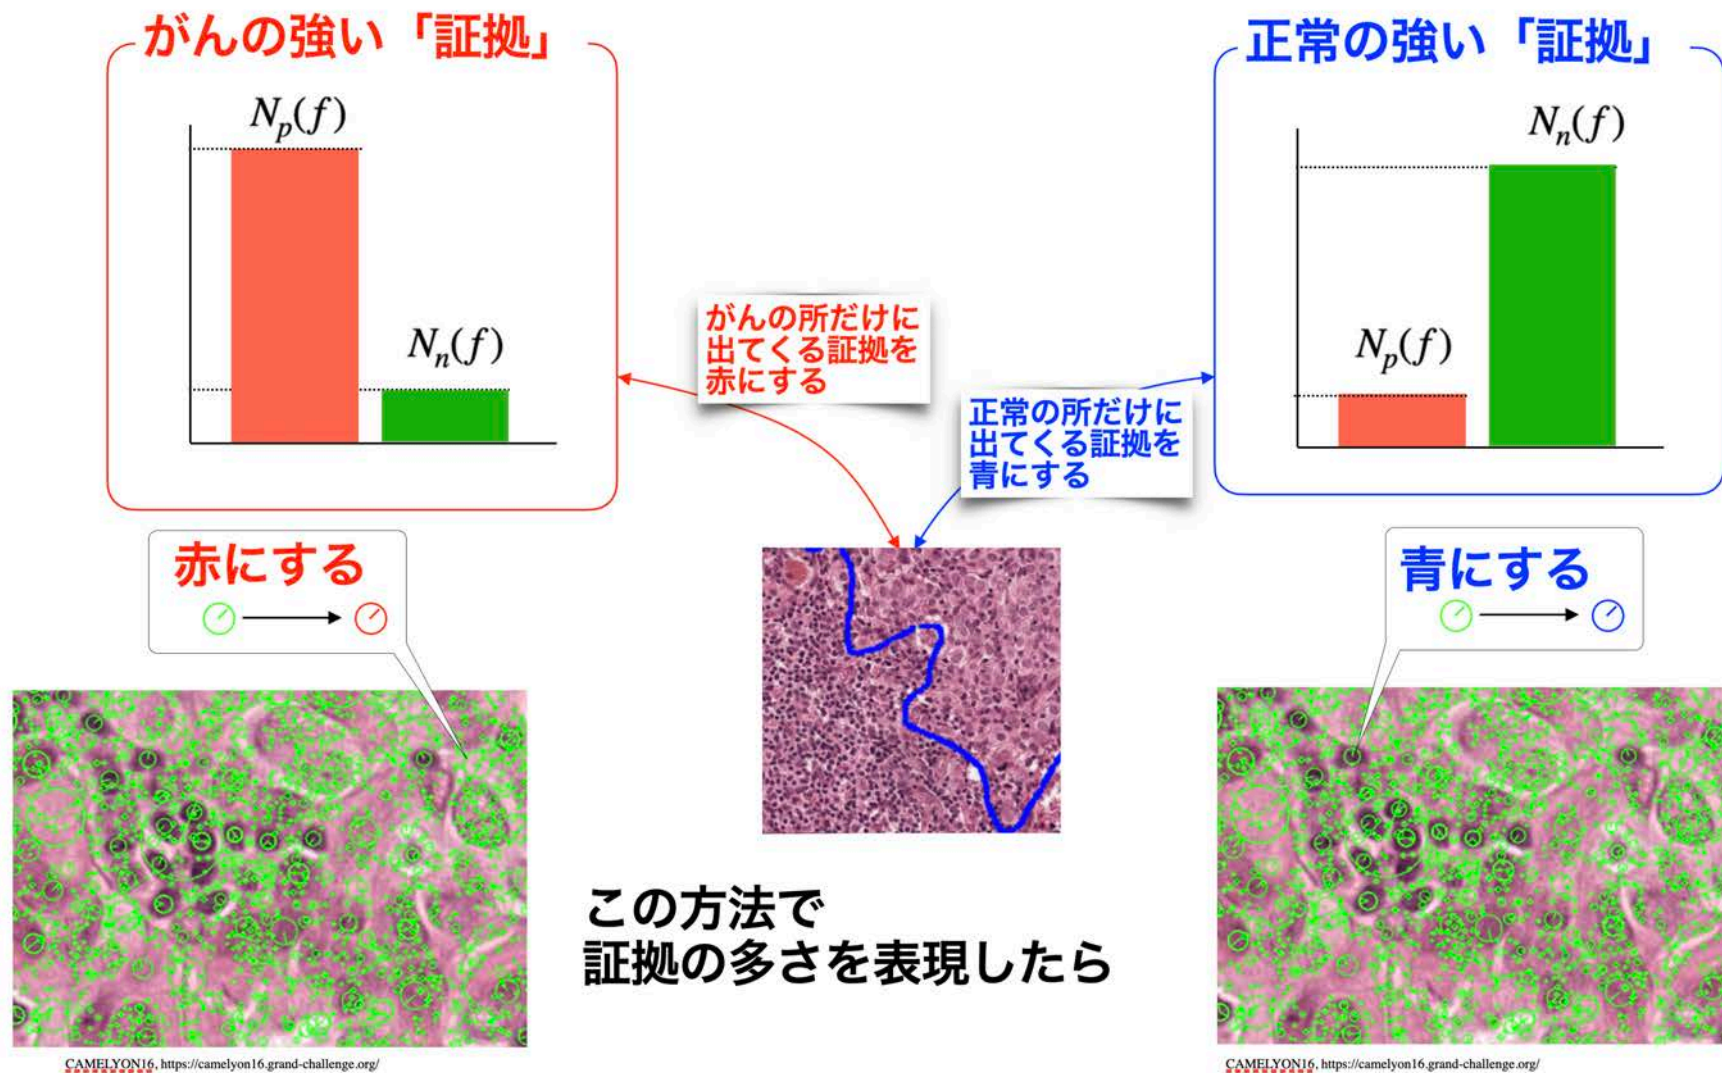 がんの強い「証拠」
N_p(f)
N_n(f)
正常の強い「証拠」
N_n(f)
N_p(f)
がんの所だけに
出てくる証拠を
赤にする
正常の所だけに
出てくる証拠を
青にする
赤にする
青にする
この方法で
証拠の多さを表現したら
CAMELYON16, https://camelyon16.grand-challenge.org/
CAMELYON16, https://camelyon16.grand-challenge.org/